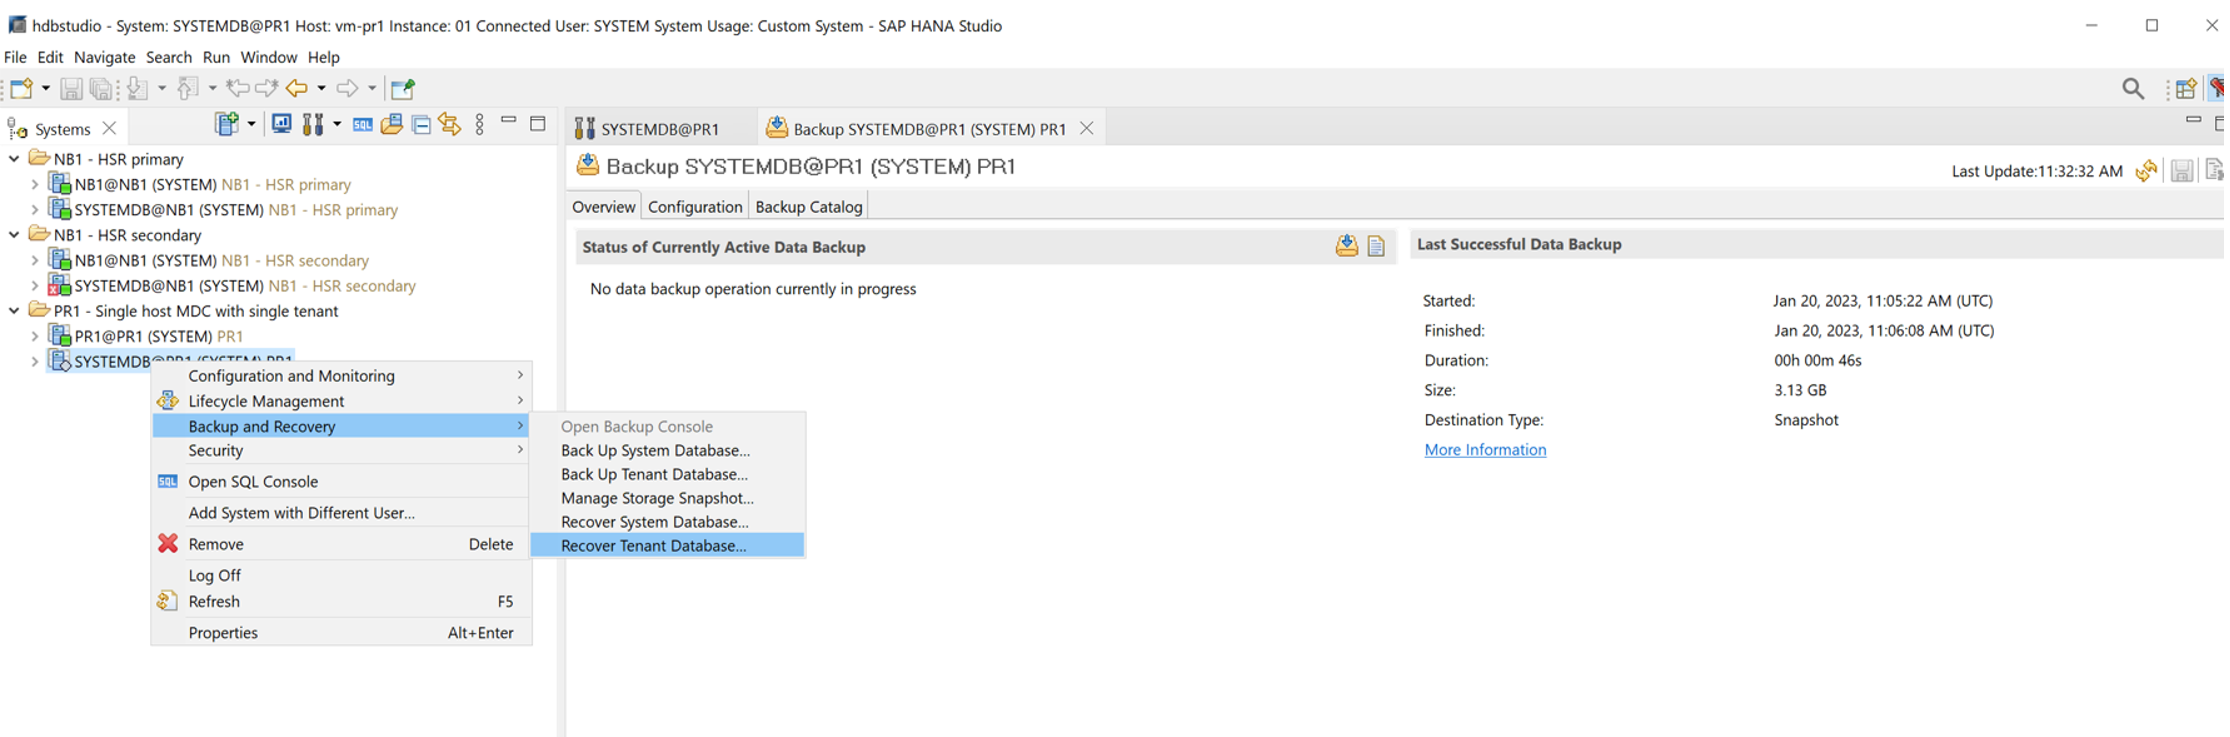 hdbstudio - System: SYSTEMDB@PR1 Host: vm-pr1 Instance: 01 Connected User: SYSTEM System Usage: Custom System - SAP HANA Studio
File Edit Navigate Search Run Window Help
Systems
SQL
NB1 - HSR primary
NB1@NB1 (SYSTEM) NB1 - HSR primary
SYSTEMDB@NB1 (SYSTEM) NB1 - HSR primary
NB1 - HSR secondary
NB1@NB1 (SYSTEM) NB1 - HSR secondary
SYSTEMDB@NB1 (SYSTEM) NB1 - HSR secondary
PR1 - Single host MDC with single tenant
PR1@PR1 (SYSTEM) PR1
SYSTEMDB@PR1 (SYSTEM) PR1
Configuration and Monitoring
Lifecycle Management
Backup and Recovery
Security
SQL Open SQL Console
Add System with Different User...
Remove Delete
Log Off
Refresh F5
Properties Alt+Enter
Open Backup Console
Back Up System Database...
Back Up Tenant Database...
Manage Storage Snapshot...
Recover System Database...
Recover Tenant Database...
SYSTEMDB@PR1
Backup SYSTEMDB@PR1 (SYSTEM) PR1
Backup SYSTEMDB@PR1 (SYSTEM) PR1
Last Update:11:32:32 AM
Overview Configuration Backup Catalog
Status of Currently Active Data Backup
No data backup operation currently in progress
Last Successful Data Backup
Started: Jan 20, 2023, 11:05:22 AM (UTC)
Finished: Jan 20, 2023, 11:06:08 AM (UTC)
Duration: 00h 00m 46s
Size: 3.13 GB
Destination Type: Snapshot
More Information